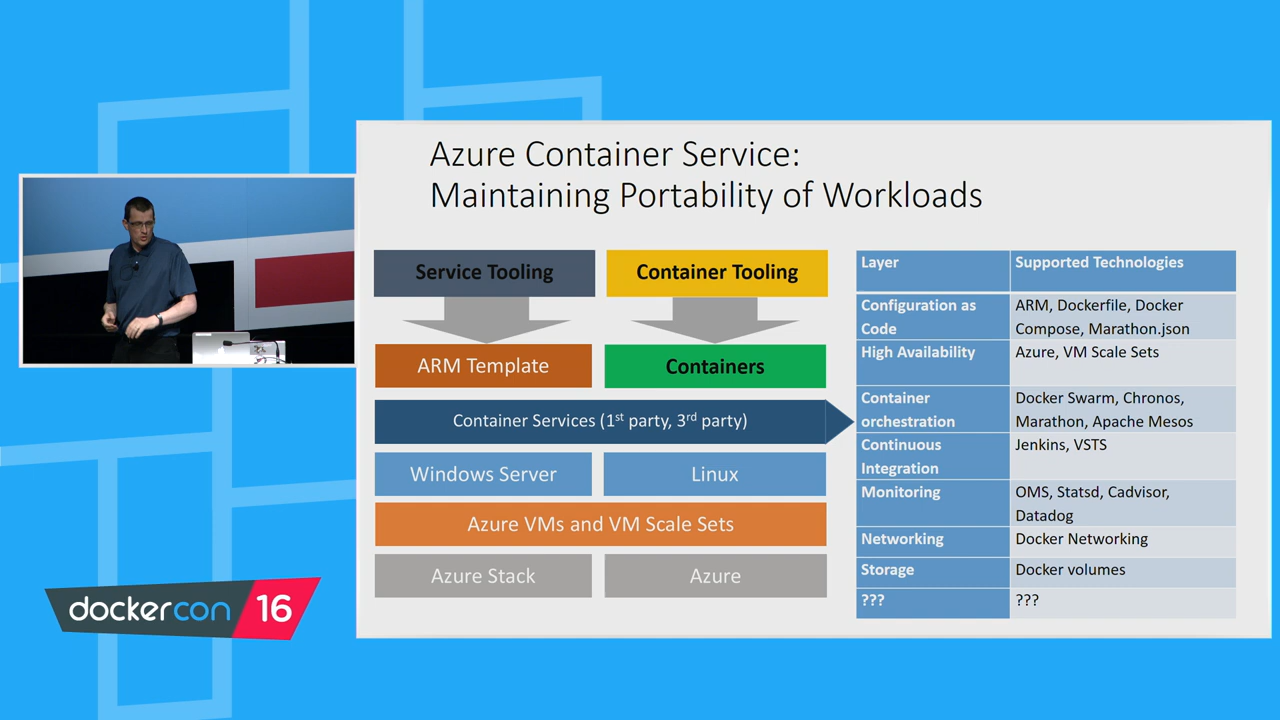 Azure Container Service:
Maintaining Portability of Workloads
Service Tooling
Container Tooling
ARM Template
Containers
Container Services (1st party, 3rd party)
Windows Server
Linux
Azure VMs and VM Scale Sets
Azure Stack
Azure
Layer
Supported Technologies
Configuration as
Code
ARM, Dockerfile, Docker
Compose, Marathon.json
High Availability
Azure, VM Scale Sets
Container
orchestration
Docker Swarm, Chronos,
Marathon, Apache Mesos
Continuous
Integration
Jenkins, VSTS
Monitoring
OMS, Statsd, Cadvisor,
Datadog
Networking
Docker Networking
Storage
Docker volumes
???
???
dockercon 16